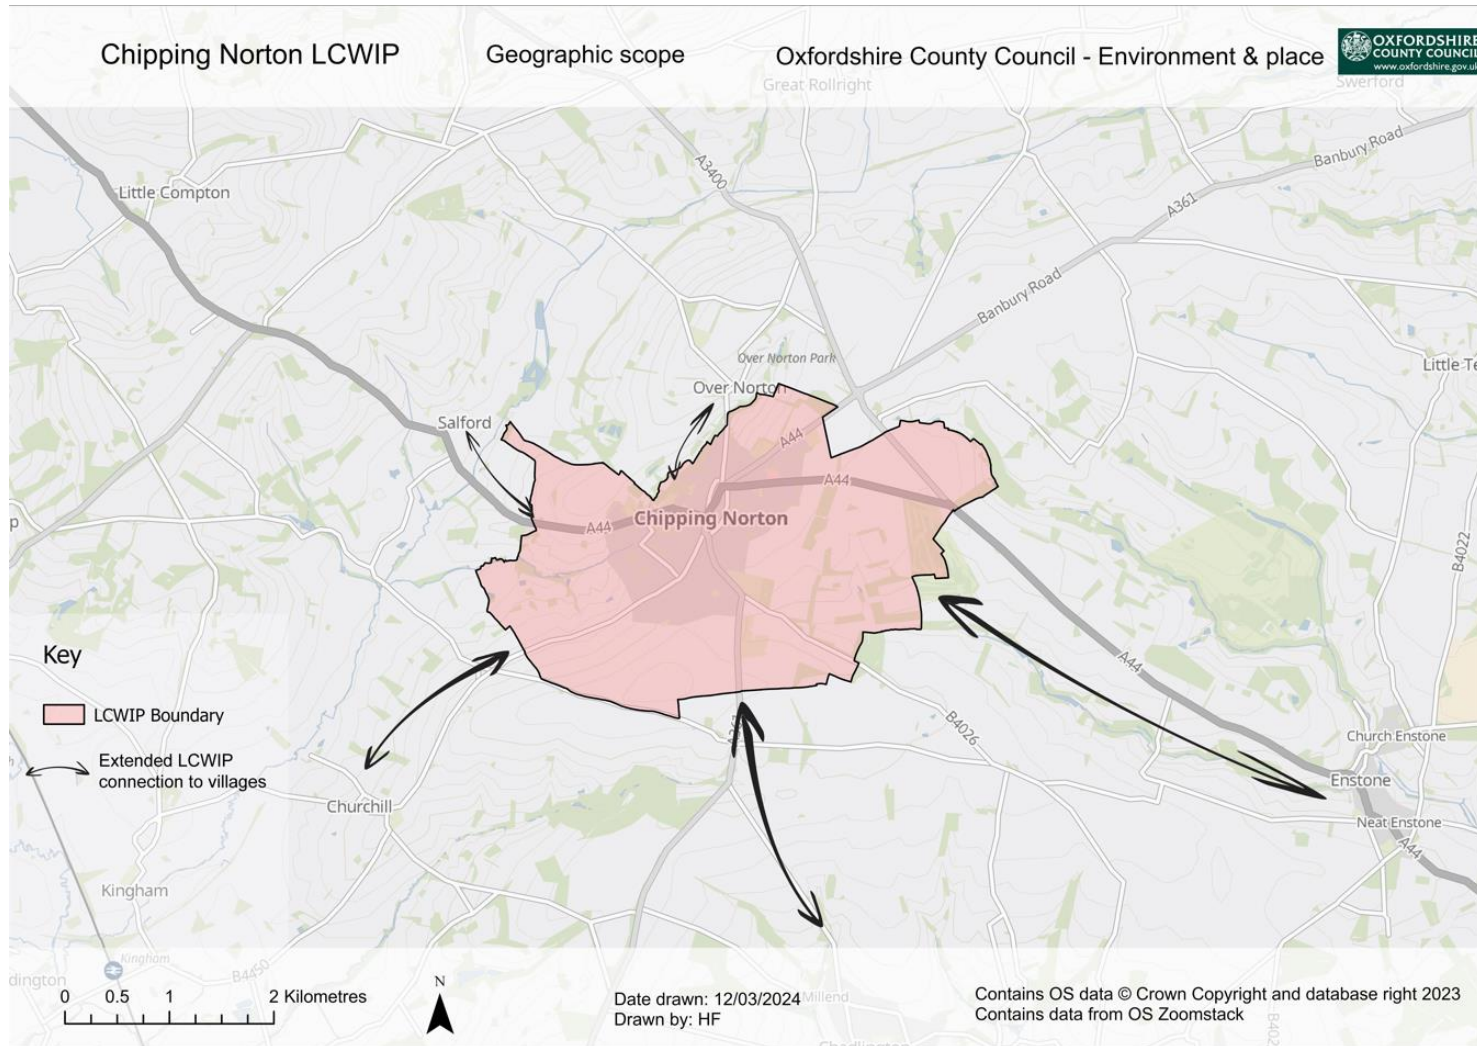 Chipping Norton LCWIP
Geographic scope
Oxfordshire County Council - Environment & place
OXFORDSHIRE
COUNTY COUNCIL
www.oxfordshire.gov.uk
Great Rollright
Swerford
Banbury Road
A3400
Little Compton
A361
Banbury Road
Over Norton Park
Little Te
Over Norton
Salford
A44
A44
A44
Chipping Norton
B4022
Key
LCWIP Boundary
Extended LCWIP
connection to villages
A44
A361
B4026
Church Enstone
Enstone
Neat Enstone
A44
Churchill
Kingham
Kingham
dington
B4450
0 0.5 1 2 Kilometres
N
Date drawn: 12/03/2024
Drawn by: HF
Millend
Chadlington
Contains OS data © Crown Copyright and database right 2023
Contains data from OS Zoomstack